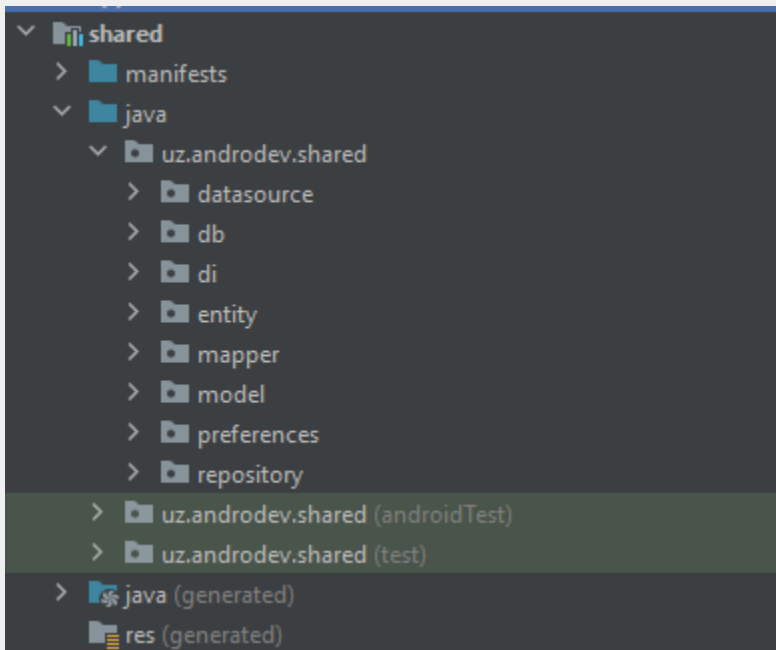 shared
manifests
java
uz.androdev.shared
datasource
db
di
entity
mapper
model
preferences
repository
uz.androdev.shared (androidTest)
uz.androdev.shared (test)
java (generated)
res (generated)